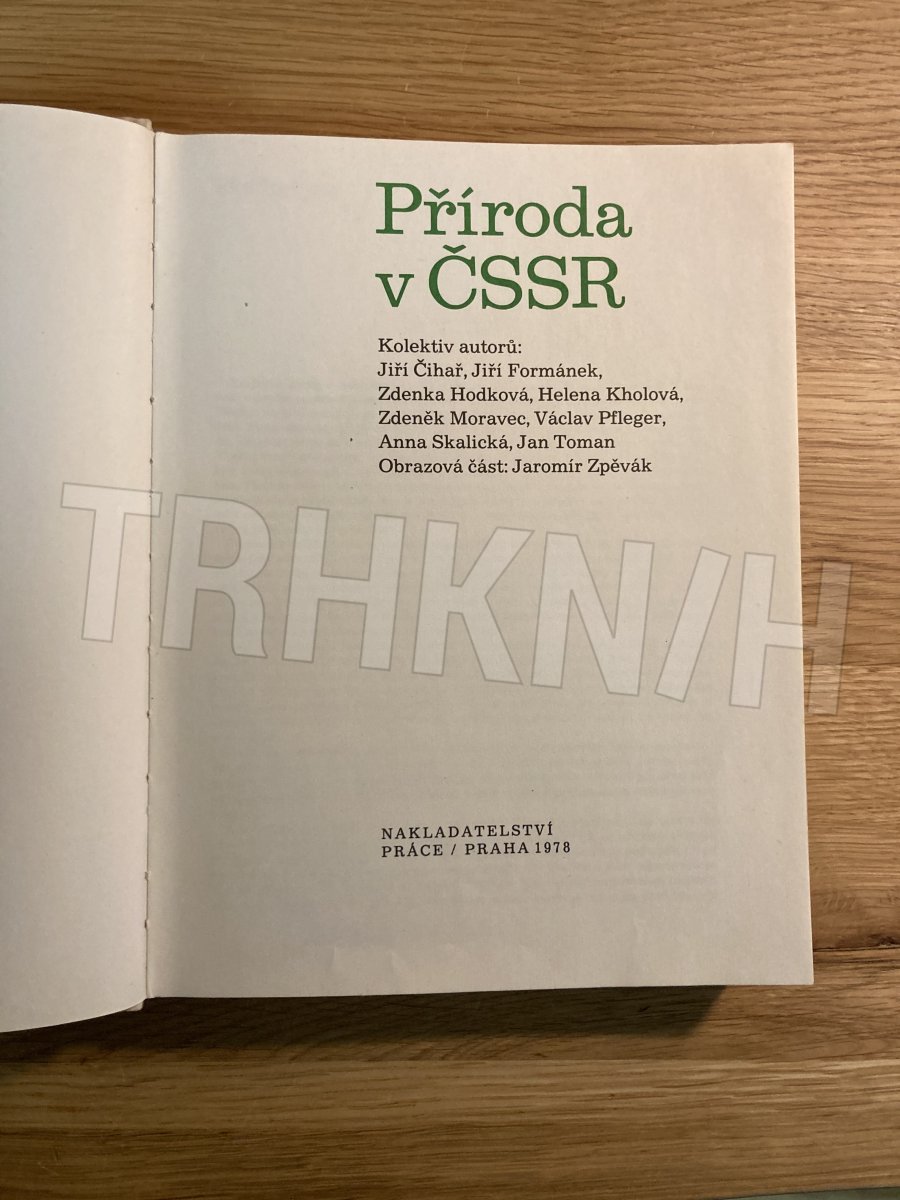 Příroda
v ČSSR
Kolektiv autorů:
Jiří Čihař, Jiří Formánek,
Zdenka Hodková, Helena Kholová,
Zdeněk Moravec, Václav Pfleger,
Anna Skalická, Jan Toman
Obrazová část: Jaromír Zpěvák
TRHKNIH
NAKLADATELSTVÍ
PRÁCE / PRAHA 1978